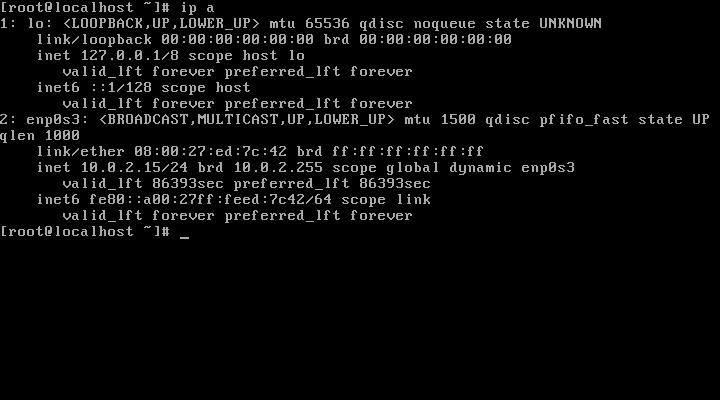 [root@localhost ~]# ip a
1: lo: <LOOPBACK,UP,LOWER_UP> mtu 65536 qdisc noqueue state UNKNOWN
link/loopback 00:00:00:00:00:00 brd 00:00:00:00:00:00
inet 127.0.0.1/8 scope host lo
valid_lft forever preferred_lft forever
inet6 ::1/128 scope host
valid_lft forever preferred_lft forever
2: enp0s3: <BROADCAST,MULTICAST,UP,LOWER_UP> mtu 1500 qdisc pfifo_fast state UP
qlen 1000
link/ether 08:00:27:ed:7c:42 brd ff:ff:ff:ff:ff:ff
inet 10.0.2.15/24 brd 10.0.2.255 scope global dynamic enp0s3
valid_lft 86393sec preferred_lft 86393sec
inet6 fe80::a00:27ff:feed:7c42/64 scope link
valid_lft forever preferred_lft forever
[root@localhost ~]# _